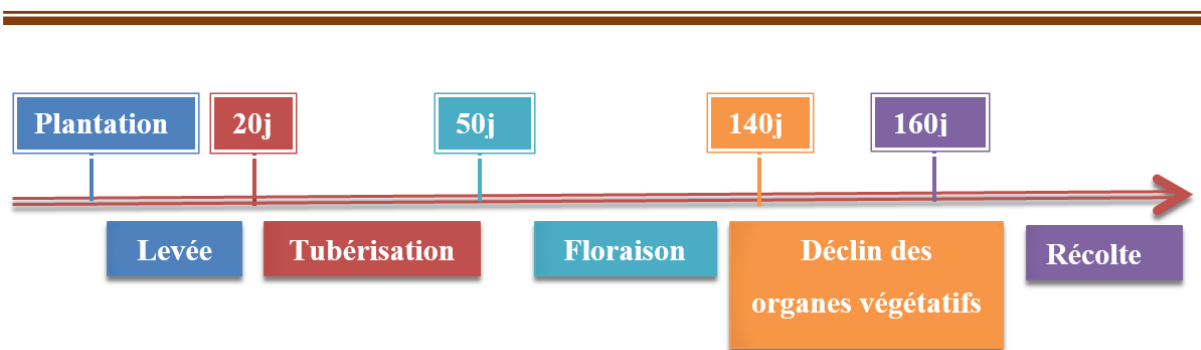 Plantation
20j
50j
140j
160j
Levée
Tubérisation
Floraison
Déclin des
organes végétatifs
Récolte